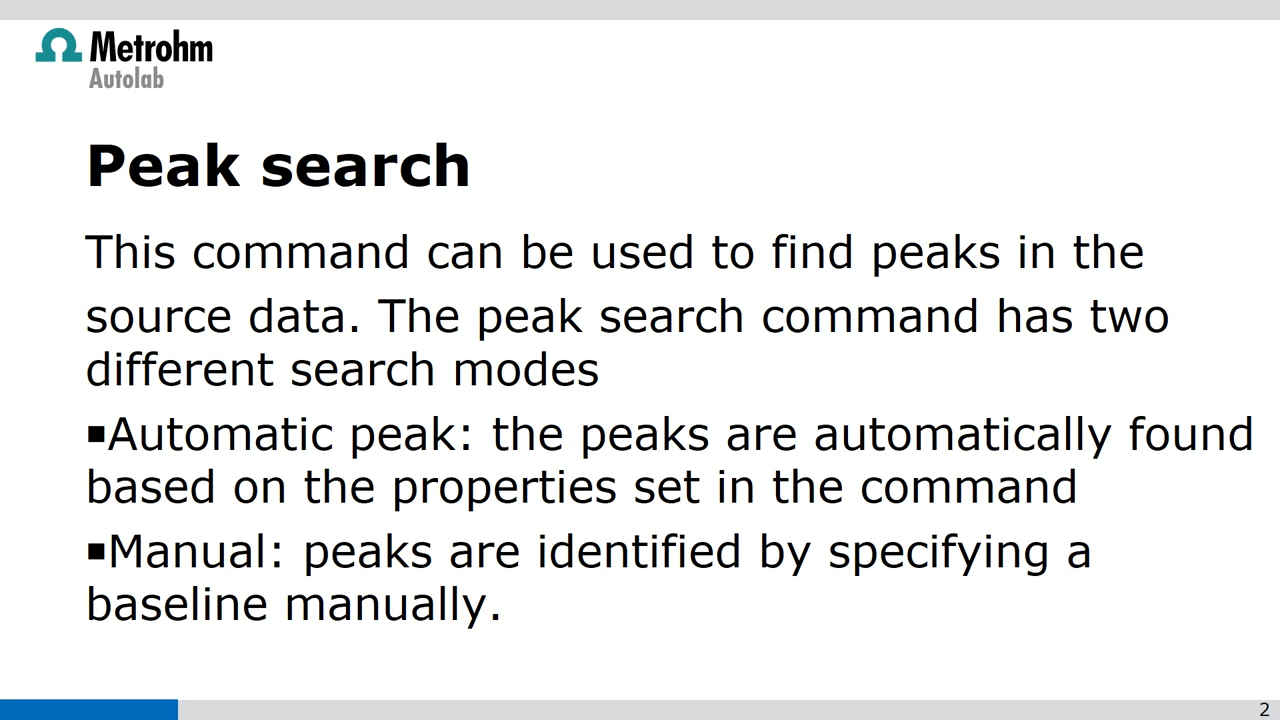 Metrohm
Autolab
Peak search
This command can be used to find peaks in the
source data. The peak search command has two
different search modes
▪Automatic peak: the peaks are automatically found
based on the properties set in the command
▪Manual: peaks are identified by specifying a
baseline manually.
2